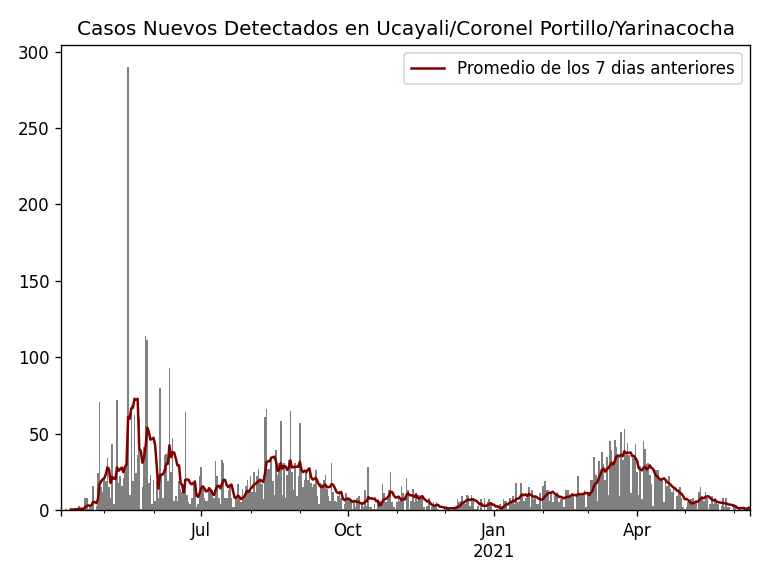 Casos Nuevos Detectados en Ucayali/Coronel Portillo/Yarinacocha
Promedio de los 7 dias anteriores
300
250
200
150
100
50
0
Jul
Oct
Jan
2021
Apr